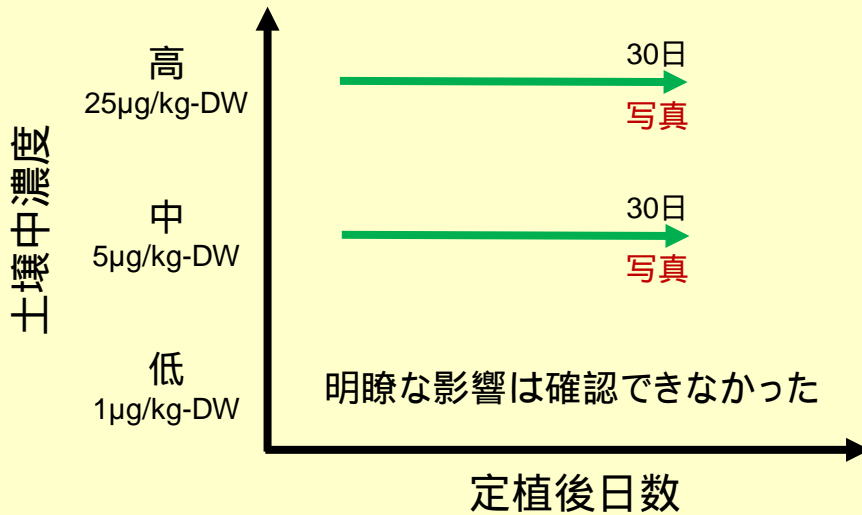 土壌中濃度
高
25µg/kg-DW
30日
写真
中
5µg/kg-DW
30日
写真
低
1µg/kg-DW
明瞭な影響は確認できなかった
定植後日数